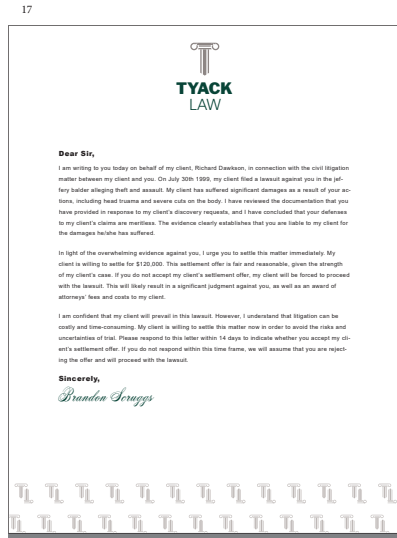 17
TYACK
LAW
Dear Sir,
I am writing to you today on behalf of my client, Richard Dawkson, in connection with the civil litigation
matter between my client end you. On July 30th 1999, my client filed a lawsuit against you in the jef-
fery balder alleging theft and assault. My client has suffered significant damages as a result of your ac-
tions, including head truama and severe cuts on the body. I have reviewed the documentation that you
have provided in response to my client's discovery requests, and I have concluded that your defenses
to my client's claims are meritless. The evidence clearly establishes that you are liable to my client for
the damages he/she has suffered.
In light of the overwhelming evidence against you, I urge you to settle this matter immediately. My
client is willing to settle for $120,000. This settlement offer is fair and reasonable, given the strength
of my client's case. If you do not accept my client's settlement offer, my client will be forced to proceed
with the lawsuit. This will likely result in a significant judgment against you, as well as an award of
attorneys' fees and costs to my client.
I am confident that my client will prevail in this lawsuit. However, I understand that litigation can be
costly and time-consuming. My client is willing to settle this matter now in order to avoid the risks and
uncertainties of trial. Please respond to this letter within 14 days to indicate whether you accept my cli-
ent's settlement offer. If you do not respond within this time frame, we will assume that you are reject-
ing the offer and will proceed with the lawsuit.
Sincerely,
Brandon Scruggs